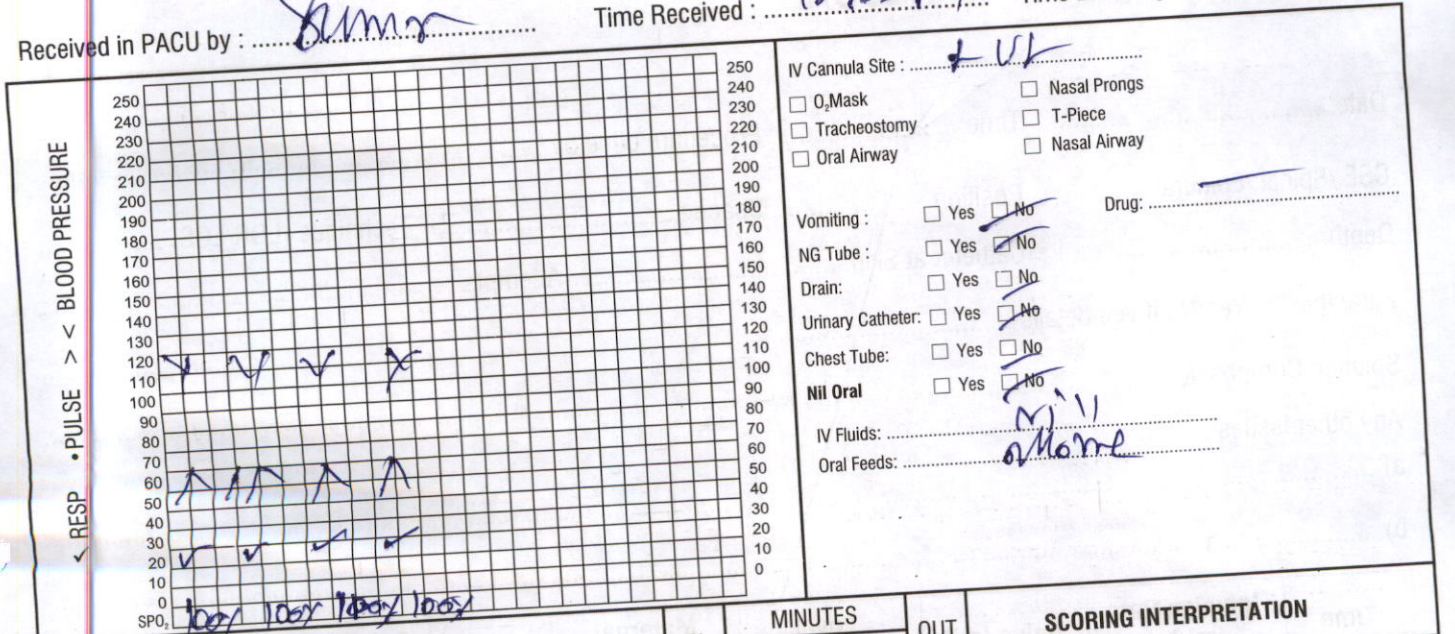 Received in PACU by : Time Received :
IV Cannula Site :
O₂Mask Nasal Prongs
Tracheostomy T-Piece
Oral Airway Nasal Airway
Vomiting : Yes No Drug:
NG Tube : Yes No
Drain: Yes No
Urinary Catheter: Yes No
Chest Tube: Yes No
Nil Oral Yes No
IV Fluids: Nill
Oral Feeds:
< RESP • PULSE > < BLOOD PRESSURE
250 250
240 240
230 230
220 220
210 210
200 200
190 190
180 180
170 170
160 160
150 150
140 140
130 130
120 120
110 110
100 100
90 90
80 80
70 70
60 60
50 50
40 40
30 30
20 20
10 10
0 0
SPO₂ 100% 100% 100% 100%
MINUTES OUT SCORING INTERPRETATION